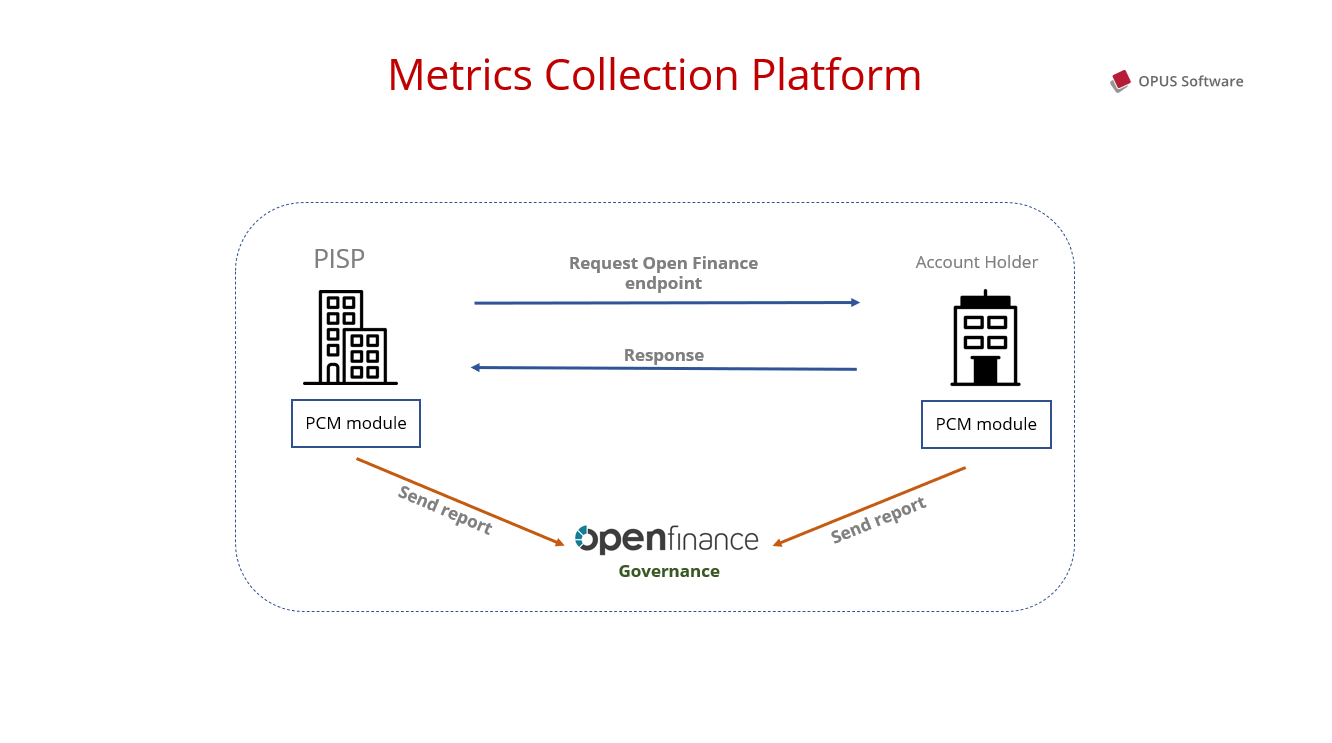 Metrics Collection Platform
OPUS Software
PISP
Request Open Finance
endpoint
Account Holder
Response
PCM module
PCM module
Send report
Send report
openfinance
Governance